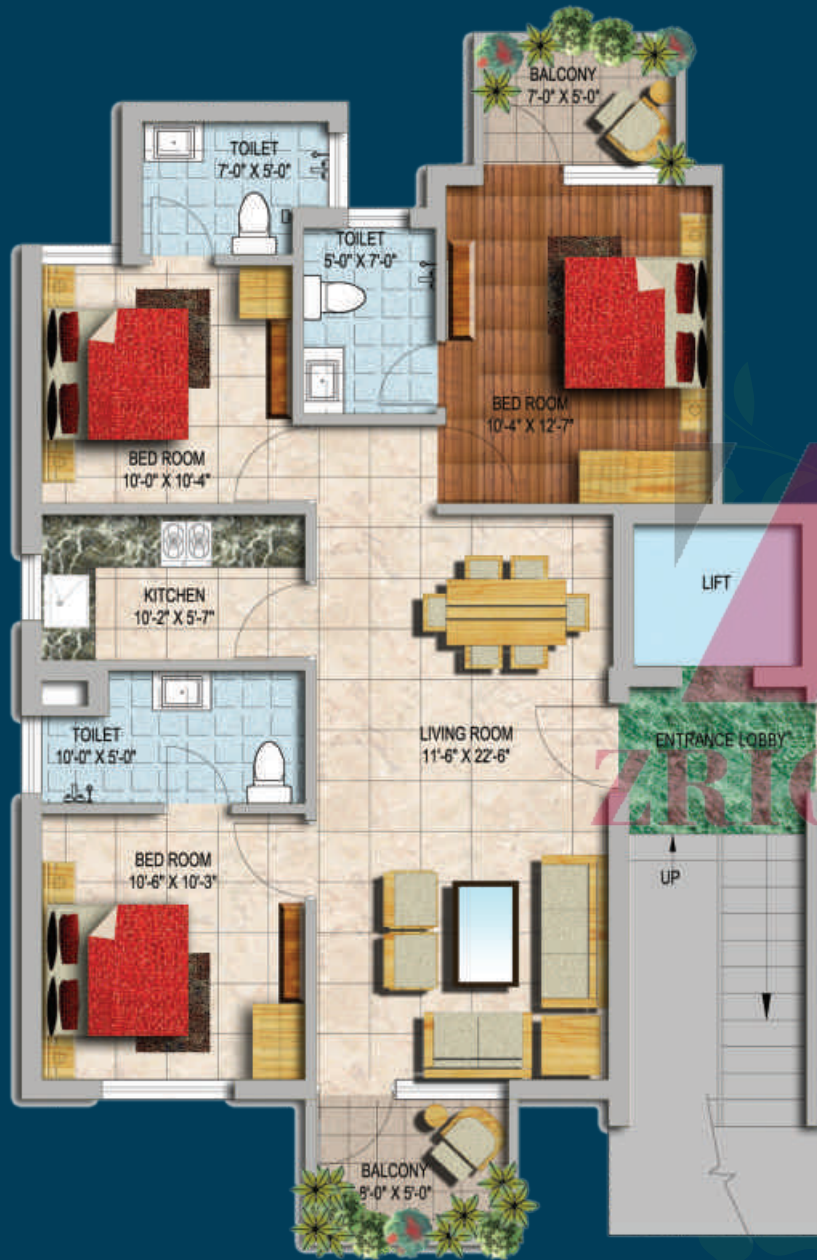 BALCONY
7'-0" X 5'-0"
TOILET
7'-0" X 5'-0"
TOILET
5'-0" X 7'-0"
BED ROOM
10'-4" X 12'-7"
BED ROOM
10'-0" X 10'-4"
LIFT
KITCHEN
10'-2" X 5'-7"
TOILET
10'-0" X 5'-0"
LIVING ROOM
11'-6" X 22'-6"
ENTRANCE LOBBY
ZRIC
UP
BED ROOM
10'-6" X 10'-3"
BALCONY
8'-0" X 5'-0"